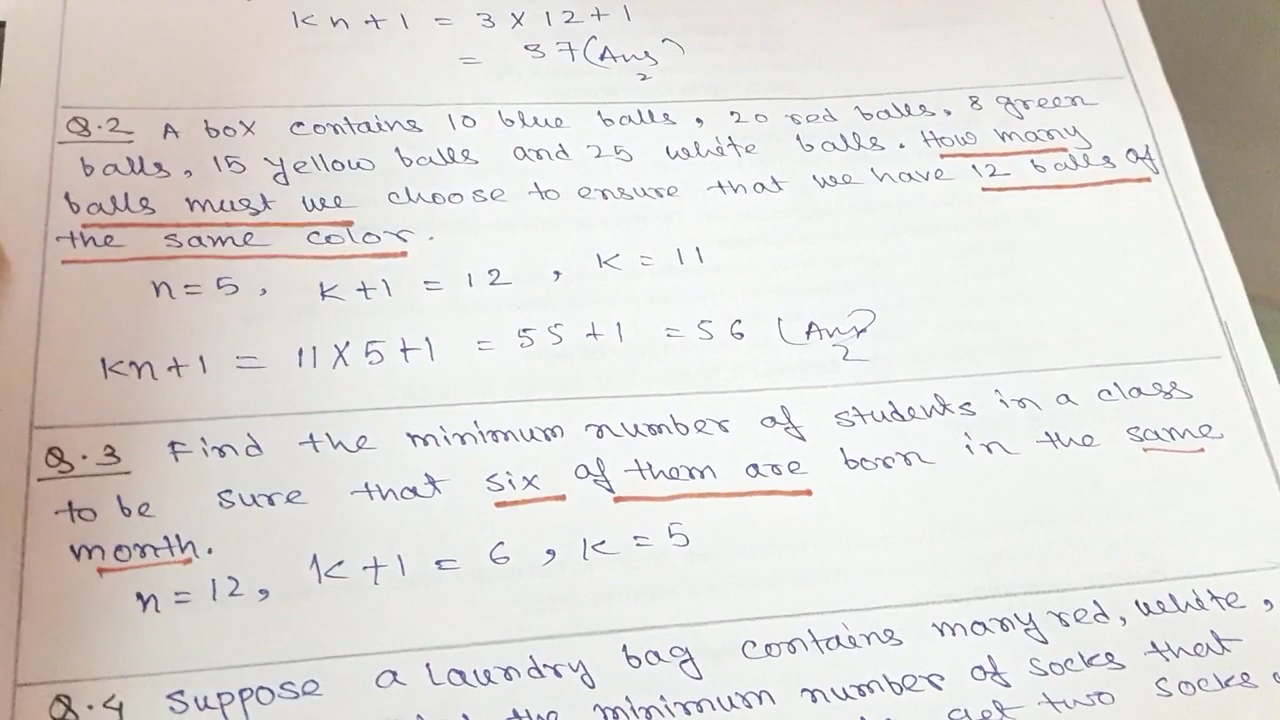 kn+1 = 3 X 12+1
= 37 (Ans)
Q.2 A box contains 10 blue balls, 20 red balls, 8 green
balls, 15 yellow balls and 25 white balls. How many
balls must we choose to ensure that we have 12 balls of
the same color.
n=5, k+1 = 12, k = 11
kn+1 = 11X5+1 = 55+1 = 56 (Ans)
Q.3 Find the minimum number of students in a class
to be sure that six of them are born in the same
month.
n=12, k+1 = 6, k=5
Q.4 Suppose a laundry bag contains many red, white,
the minimum number of socks that
get two socks